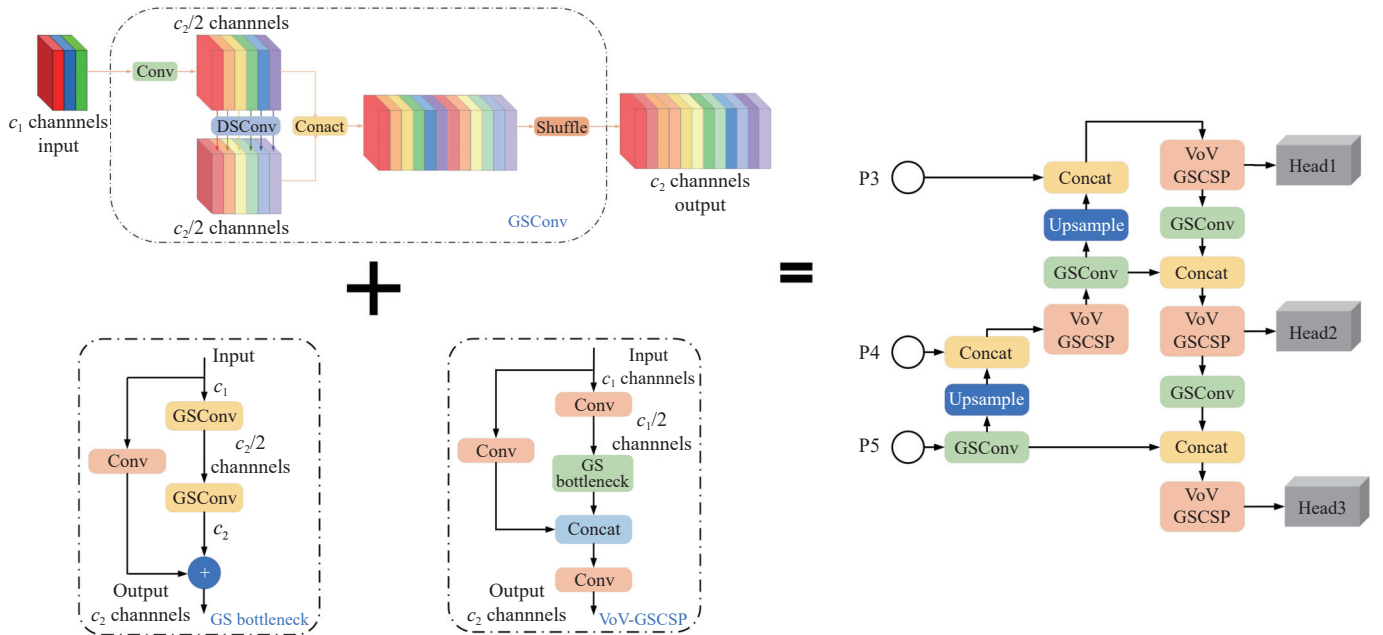 c₂/2 channnels
Conv
c₁ channnels
input
DSConv
Conact
Shuffle
c₂/2 channnels
c₂ channnels
output
GSConv
Input
c₁
GSConv
c₂/2
channnels
Conv
GSConv
c₂
+
Output
c₂ channnels
GS bottleneck
Input
c₁ channnels
Conv
c₁/2
channnels
Conv
GS
bottleneck
Concat
Conv
Output
c₂ channnels
VoV-GSCSP
P3
Concat
VoV
GSCSP
Head1
Upsample
GSConv
GSConv
Concat
VoV
GSCSP
VoV
GSCSP
Head2
P4
Concat
Upsample
GSConv
P5
GSConv
Concat
VoV
GSCSP
Head3